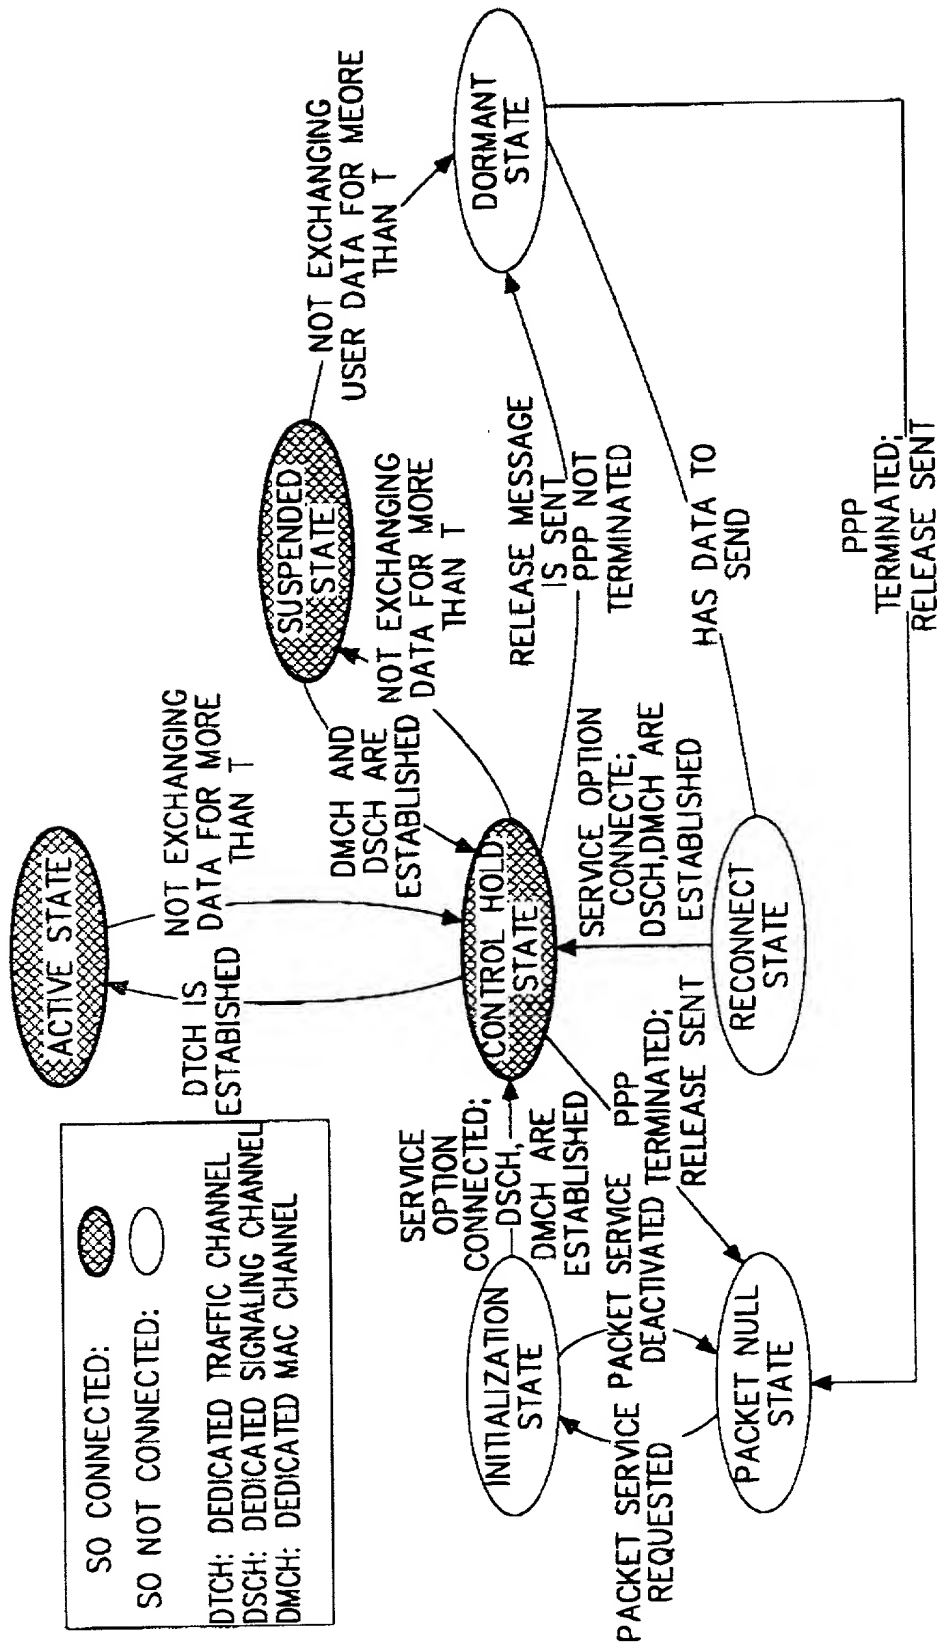 SO CONNECTED:
SO NOT CONNECTED:
DTCH: DEDICATED TRAFFIC CHANNEL
DSCH: DEDICATED SIGNALING CHANNEL
DMCH: DEDICATED MAC CHANNEL
ACTIVE STATE
DTCH IS
ESTABISHED
NOT EXCHANGING
DATA FOR MORE
THAN T
SUSPENDED
STATE
NOT EXCHANGING
USER DATA FOR MEORE
THAN T
DMCH AND
DSCH ARE
ESTABLISHED
NOT EXCHANGING
DATA FOR MORE
THAN T
SERVICE
OPTION
CONNECTED;
DSCH,
DMCH ARE
ESTABLISHED
CONTROL HOLD
STATE
RELEASE MESSAGE
IS SENT
PPP NOT
TERMINATED
DORMANT
STATE
INITIALIZATION
STATE
SERVICE OPTION
CONNECTE;
DSCH,DMCH ARE
ESTABLISHED
HAS DATA TO
SEND
PACKET SERVICE
REQUESTED
PACKET SERVICE
DEACTIVATED
PPP
TERMINATED;
RELEASE SENT
RECONNECT
STATE
PACKET NULL
STATE
PPP
TERMINATED;
RELEASE SENT